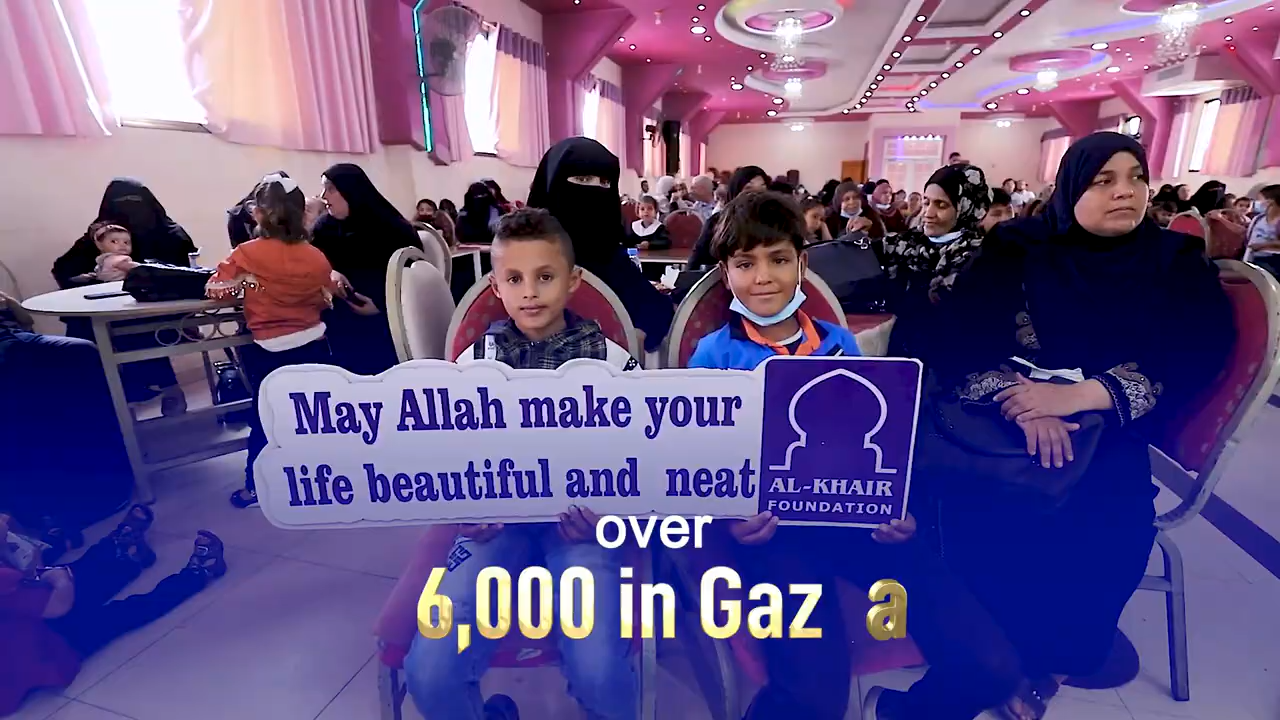 May Allah make your
life beautiful and neat
AL-KHAIR
FOUNDATION
over
6,000 in Gaz a